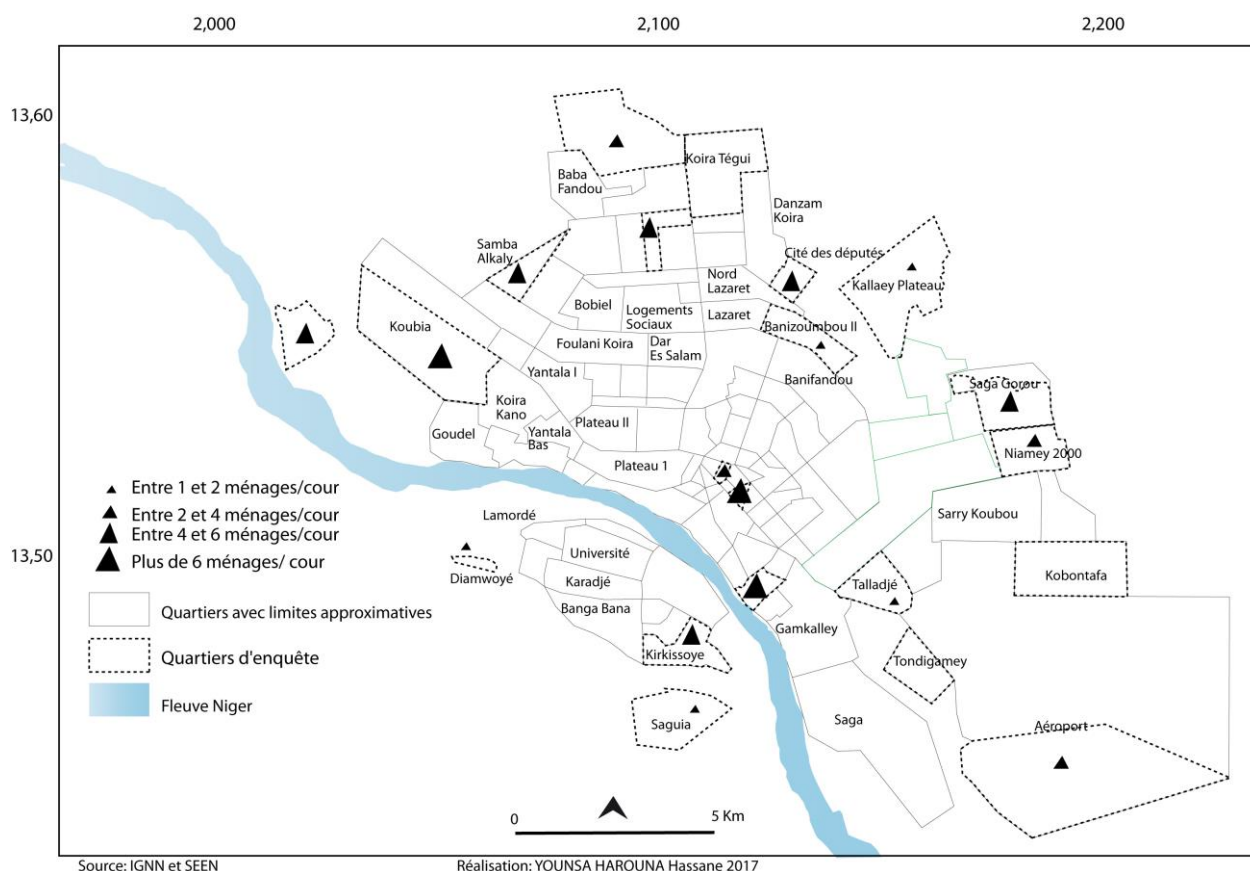 2,000
2,100
2,200
13,60
Koira Tégui
Baba
Fandou
Danzam
Koira
Samba
Alkaly
Cité des députés
Nord
Lazaret
Kallaey Plateau
Bobiel
Logements
Sociaux
Lazaret
Banizoumbou II
Koubia
Foulani Koira
Dar
Es Salam
Yantala I
Banifandou
Saga Gorou
Koira
Kano
Plateau II
Goudel
Yantala
Bas
Niamey 2000
Plateau 1
Entre 1 et 2 ménages/cour
Entre 2 et 4 ménages/cour
Entre 4 et 6 ménages/cour
Plus de 6 ménages/ cour
Lamordé
Sarry Koubou
13,50
Université
Diamwoyé
Karadjé
Talladjé
Kobontafa
Banga Bana
Quartiers avec limites approximatives
Gamkalley
Kirkissoye
Quartiers d'enquête
Tondigamey
Fleuve Niger
Saguia
Saga
Aéroport
0
5 Km
Source: IGNN et SEEN
Réalisation: YOUNSA HAROUNA Hassane 2017